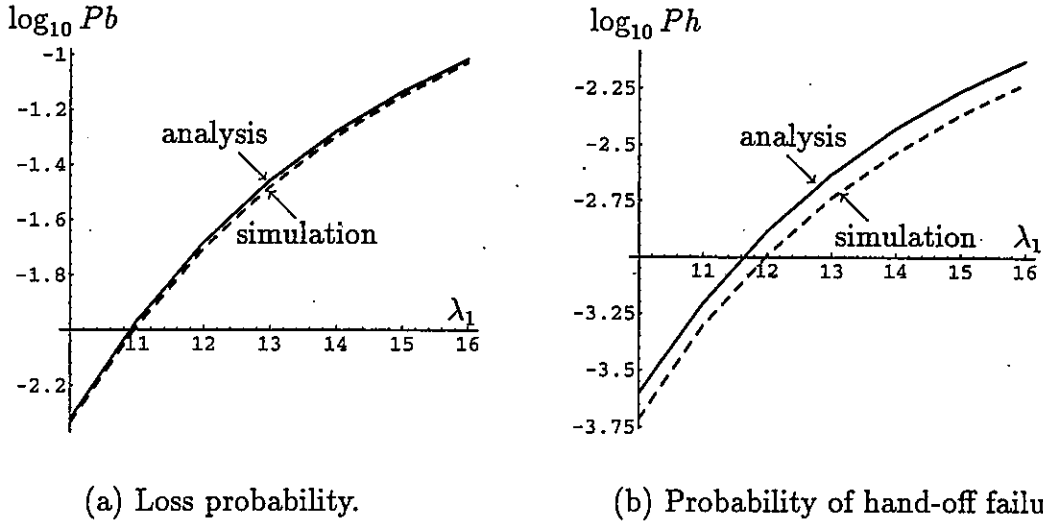 log₁₀ Pb
-1
-1.2
-1.4
-1.6
-1.8
-2.2
analysis
simulation
λ₁
11 12 13 14 15 16
(a) Loss probability.
log₁₀ Ph
-2.25
-2.5
-2.75
-3.25
-3.5
-3.75
analysis
simulation
λ₁
11 12 13 14 15 16
(b) Probability of hand-off failu